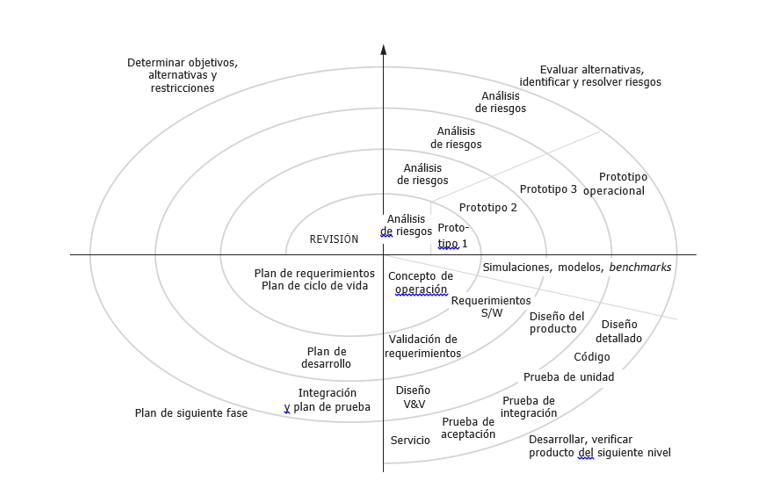 Determinar objetivos,
alternativas y
restricciones
Evaluar alternativas,
identificar y resolver riesgos
Análisis
de riesgos
Análisis
de riesgos
Análisis
de riesgos
Análisis
de riesgos
Proto-
tipo 1
Prototipo 2
Prototipo 3
Prototipo
operacional
REVISIÓN
Plan de requerimientos
Plan de ciclo de vida
Concepto de
operación
Simulaciones, modelos, benchmarks
Requerimientos
S/W
Diseño del
producto
Diseño
detallado
Validación de
requerimientos
Código
Plan de
desarrollo
Prueba de unidad
Integración
y plan de prueba
Diseño
V&V
Prueba de
integración
Plan de siguiente fase
Prueba de
aceptación
Servicio
Desarrollar, verificar
producto del siguiente nivel